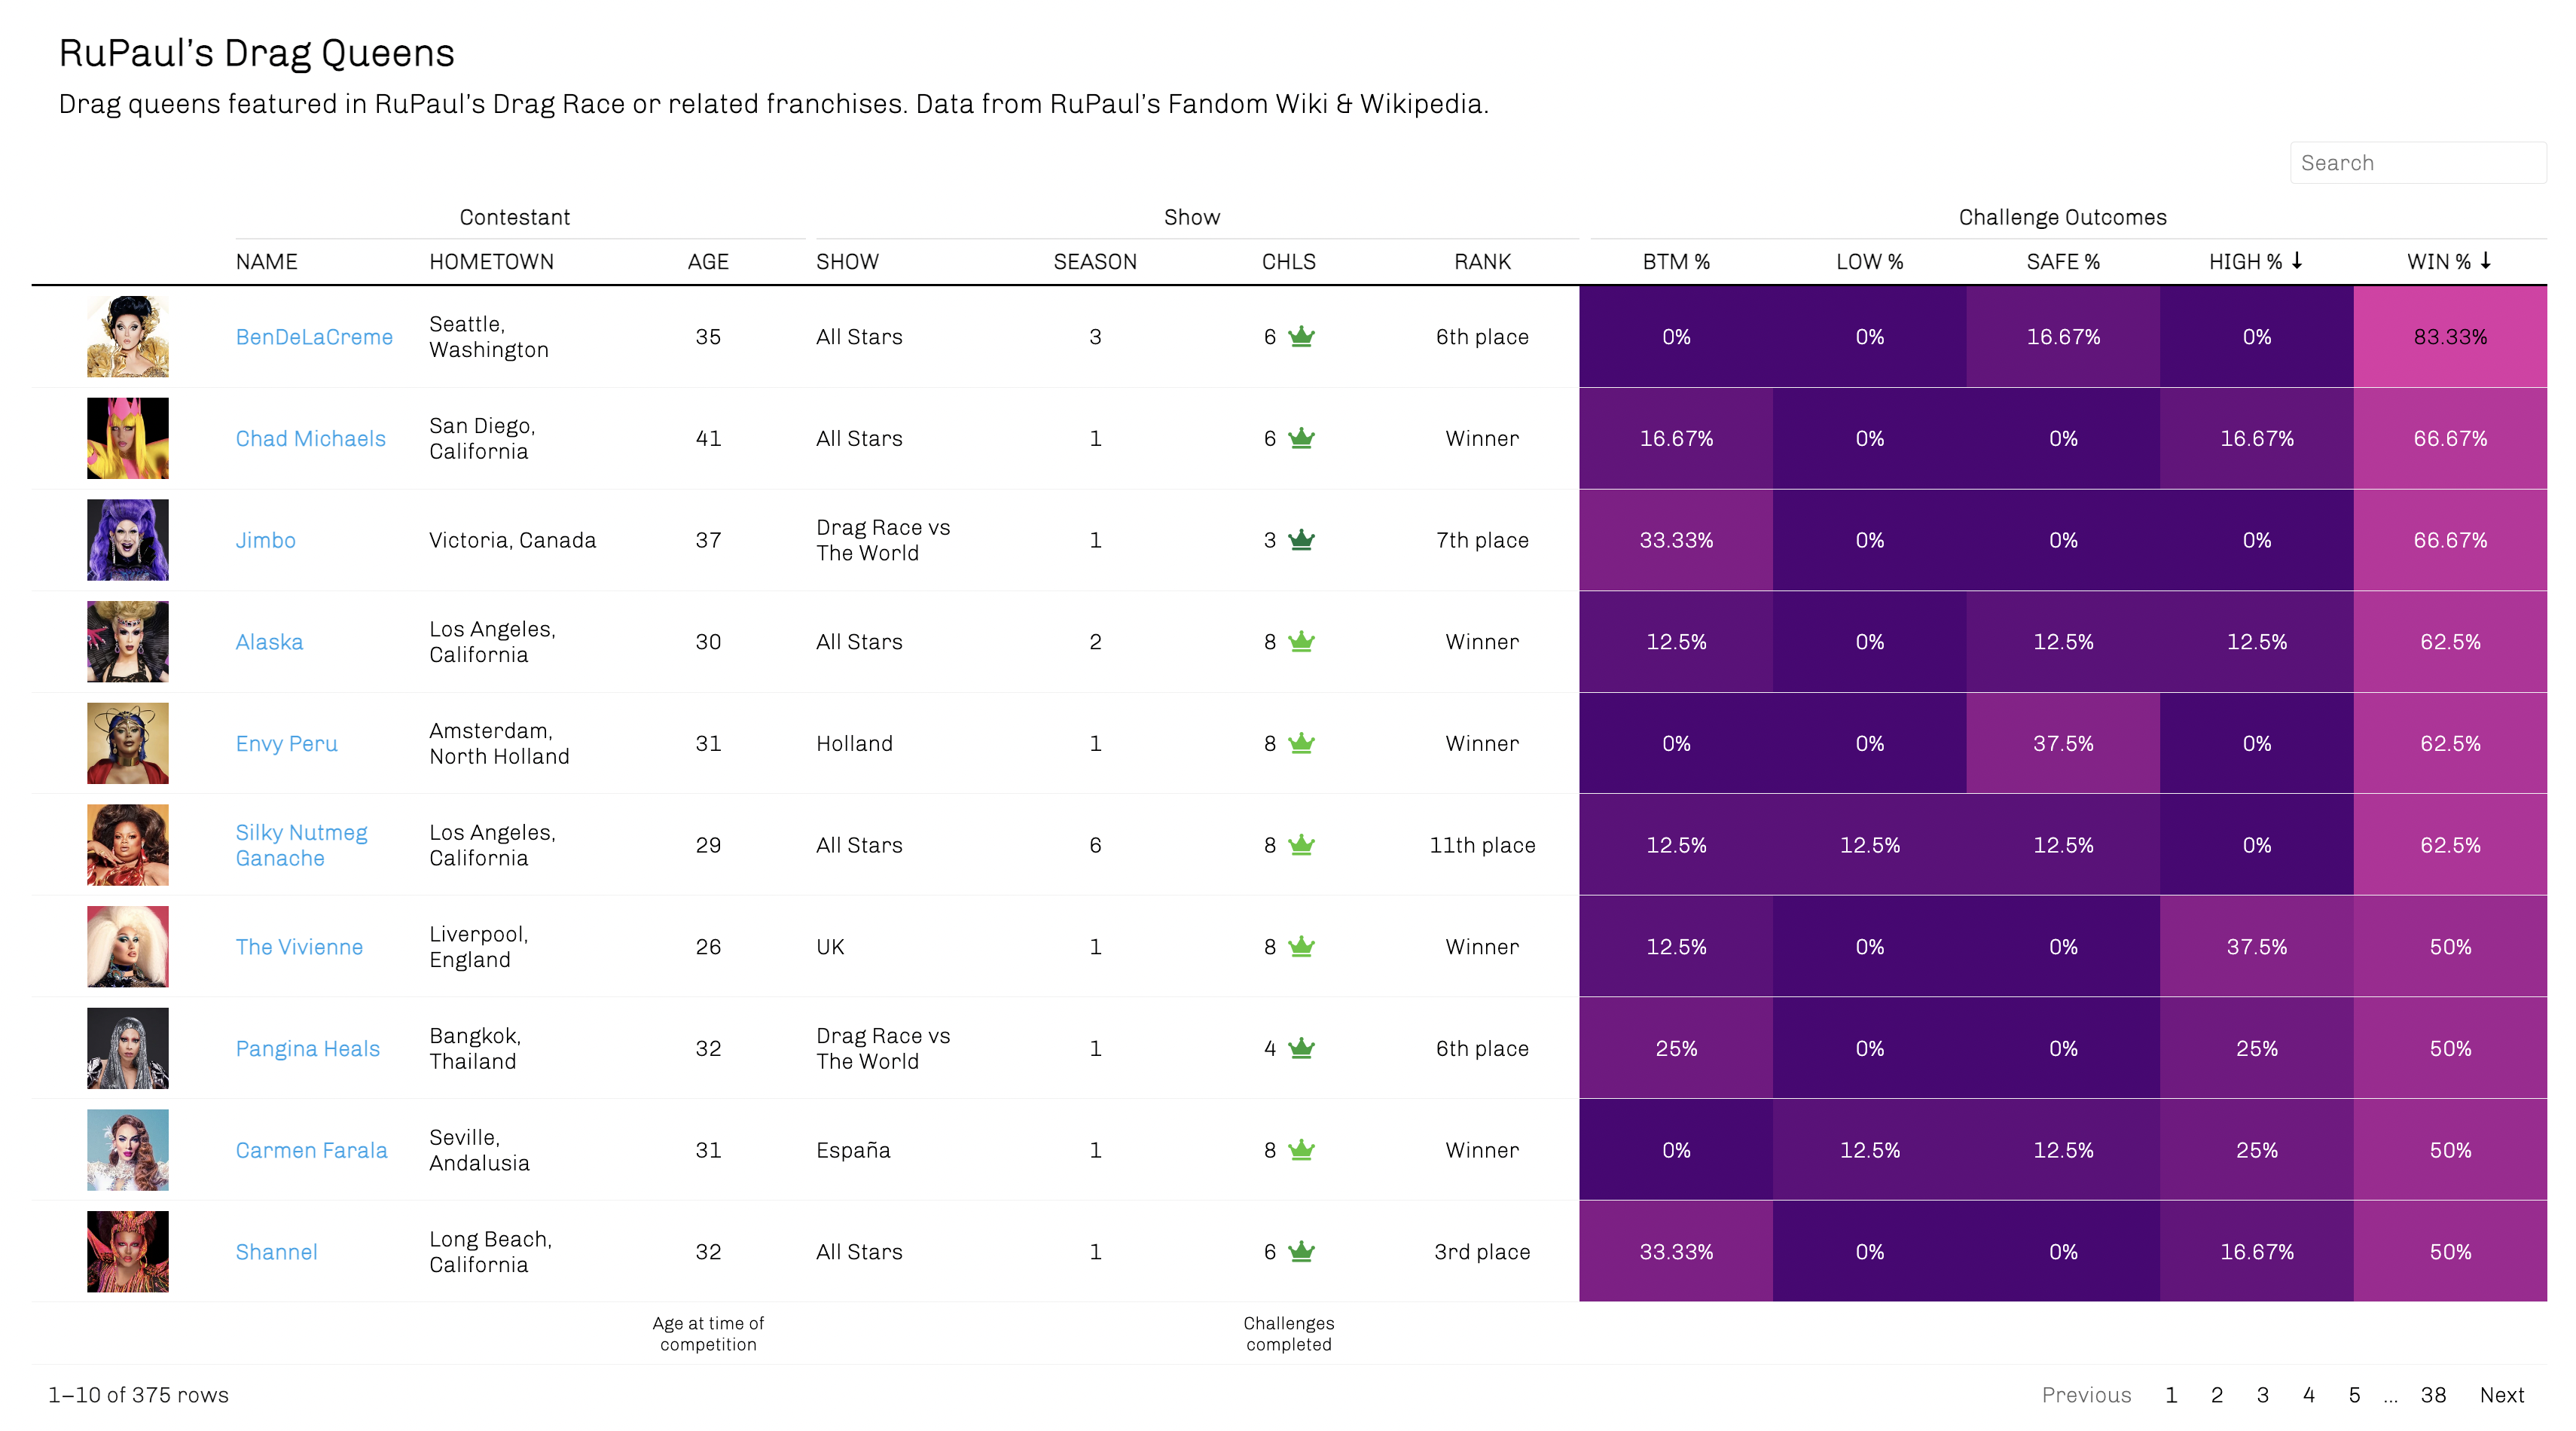 RuPaul's Drag Queens
Drag queens featured in RuPaul's Drag Race or related franchises. Data from RuPaul's Fandom Wiki & Wikipedia.
Search
Contestant Show Challenge Outcomes
NAME HOMETOWN AGE SHOW SEASON CHLS RANK BTM % LOW % SAFE % HIGH % ↓ WIN % ↓
BenDeLaCreme Seattle, Washington 35 All Stars 3 6 6th place 0% 0% 16.67% 0% 83.33%
Chad Michaels San Diego, California 41 All Stars 1 6 Winner 16.67% 0% 0% 16.67% 66.67%
Jimbo Victoria, Canada 37 Drag Race vs The World 1 3 7th place 33.33% 0% 0% 0% 66.67%
Alaska Los Angeles, California 30 All Stars 2 8 Winner 12.5% 0% 12.5% 12.5% 62.5%
Envy Peru Amsterdam, North Holland 31 Holland 1 8 Winner 0% 0% 37.5% 0% 62.5%
Silky Nutmeg Ganache Los Angeles, California 29 All Stars 6 8 11th place 12.5% 12.5% 12.5% 0% 62.5%
The Vivienne Liverpool, England 26 UK 1 8 Winner 12.5% 0% 0% 37.5% 50%
Pangina Heals Bangkok, Thailand 32 Drag Race vs The World 1 4 6th place 25% 0% 0% 25% 50%
Carmen Farala Seville, Andalusia 31 España 1 8 Winner 0% 12.5% 12.5% 25% 50%
Shannel Long Beach, California 32 All Stars 1 6 3rd place 33.33% 0% 0% 16.67% 50%
Age at time of competition Challenges completed
1–10 of 375 rows Previous 1 2 3 4 5 ... 38 Next